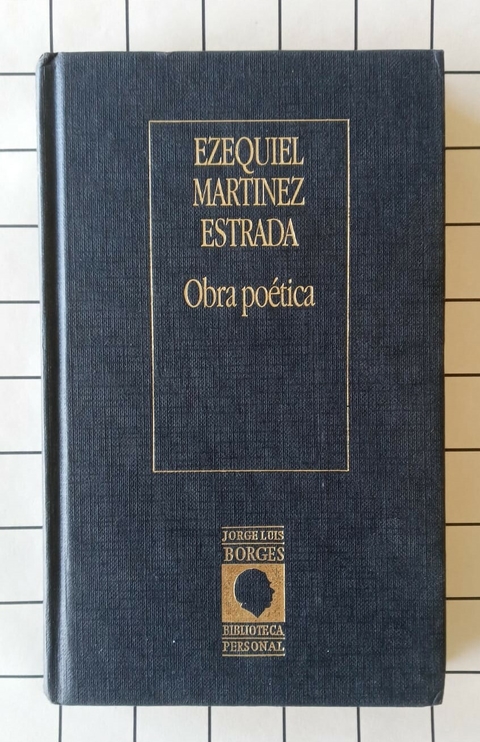 EZEQUIEL
MARTINEZ
ESTRADA
Obra poética
JORGE LUIS
BORGES
BIBLIOTECA
PERSONAL